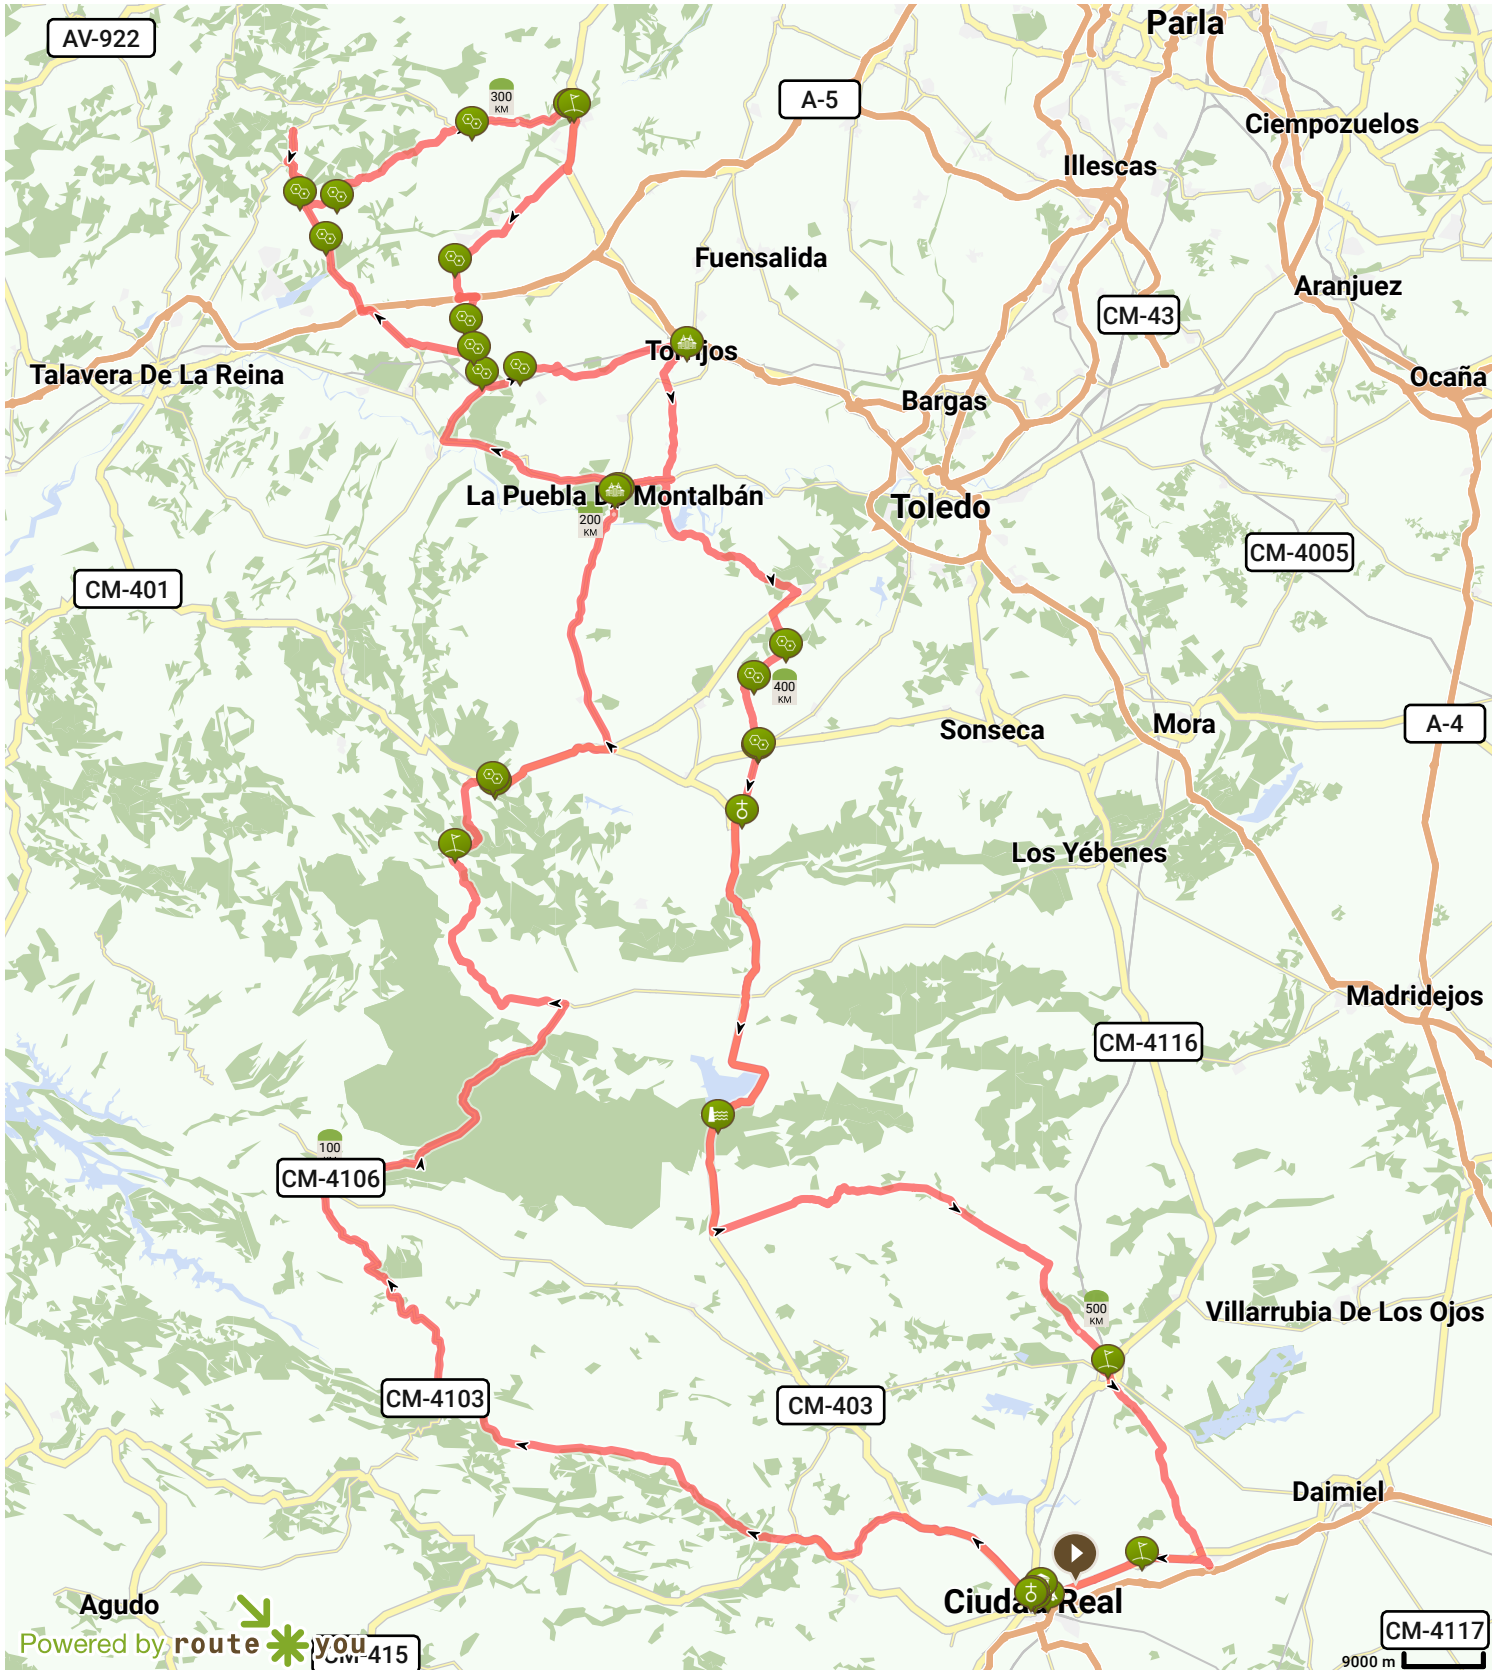 Parla
AV-922
A-5
300
KM
Ciempozuelos
Illescas
Fuensalida
Aranjuez
CM-43
Talavera De La Reina
Ocaña
Bargas
La Puebla
Montalbán
Toledo
200
KM
CM-4005
CM-401
400
KM
Sonseca
Mora
A-4
Los Yébenes
Madridejos
CM-4116
100
CM-4106
500
KM
Villarrubia De Los Ojos
CM-4103
CM-403
Daimiel
Real
Agudo
Powered by routeyou
CM-4117
9000 m